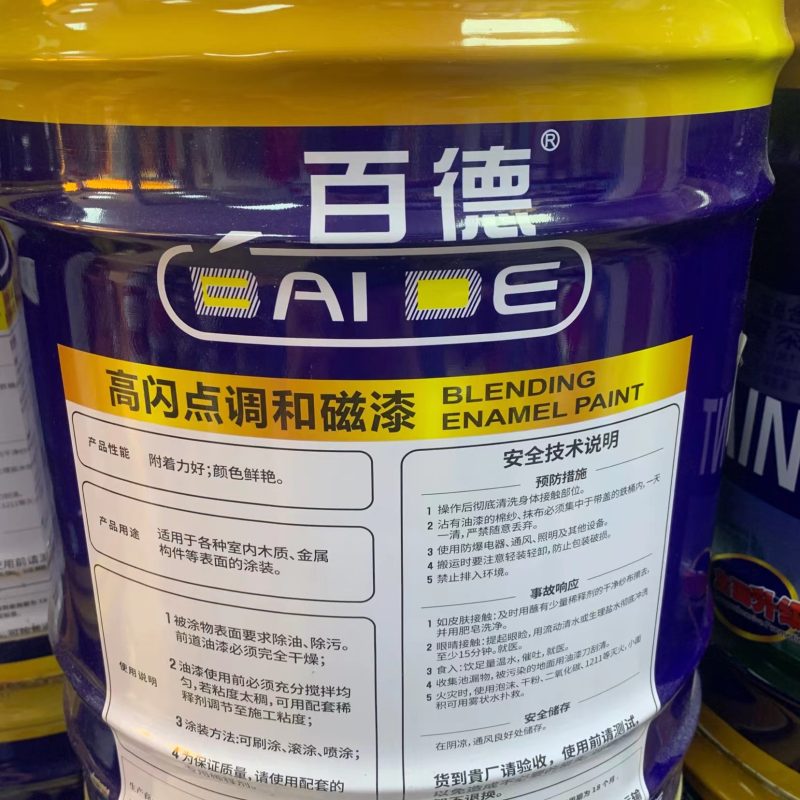 百德®
BAIDE
高闪点调和磁漆
BLENDING
ENAMEL PAINT
产品性能
附着力好;颜色鲜艳。
产品用途
适用于各种室内木质、金属
构件等表面的涂装。
使用说明
1 被涂物表面要求除油、除污。
前道油漆必须完全干燥;
2 油漆使用前必须充分搅拌均
匀,若粘度太稠,可用配套稀
释剂调节至施工粘度;
3 涂装方法:可刷涂、滚涂、喷涂;
4 为保证质量,请使用配套的
安全技术说明
预防措施
1 操作后彻底清洗身体接触部位。
2 沾有油漆的棉纱、抹布必须集中于带盖的鉄桶内,一天
一清,严禁随意丢弃。
3 使用防爆电器、通风、照明及其他设备。
4 搬运时要注意轻装轻卸,防止包装破损。
5 禁止排入环境。
事故响应
1 如皮肤接触:及时用蘸有少量稀释剂的干净纱布擦去,
并用肥皂洗净。
2 眼睛接触:提起眼睑,用流动清水或生理盐水彻底冲洗
至少15分钟。就医。
3 食入:饮足量温水,催吐,就医。
4 收集池漏物,被污染的地面用油漆刀刮清。
5 火灾时,使用泡沫、干粉、二氧化碳、1211等灭火,小面
积可用雾状水扑救。
安全储存
在阴凉,通风良好处储存。
货到貴厂请验收,使用前请测试,